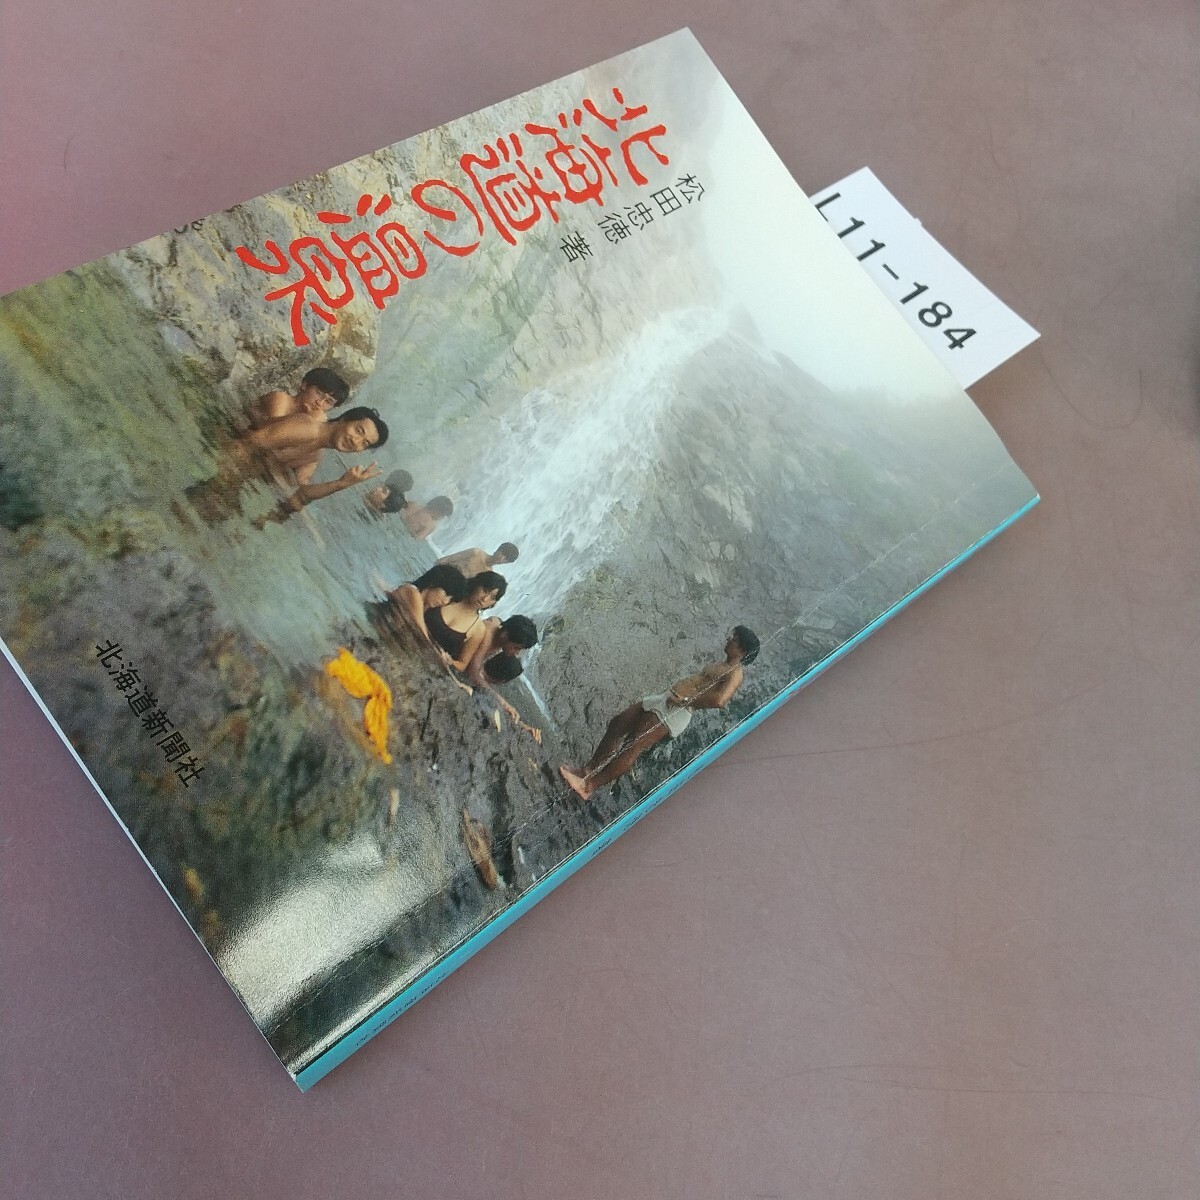 北海道の温泉
松田忠徳 著
北海道新聞社
L11-184